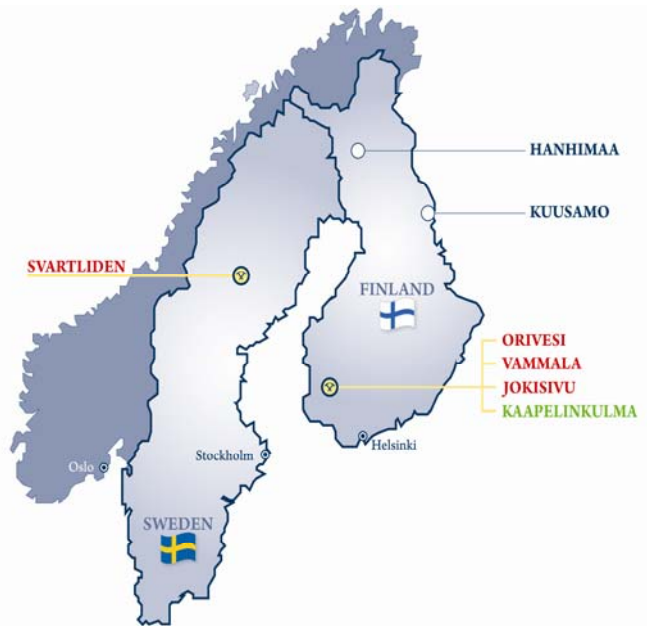 HANHIMAA
KUUSAMO
SVARTLIDEN
FINLAND
ORIVESI
VAMMALA
JOKISIVU
KAAPELINKULMA
Helsinki
Stockholm
Oslo
SWEDEN